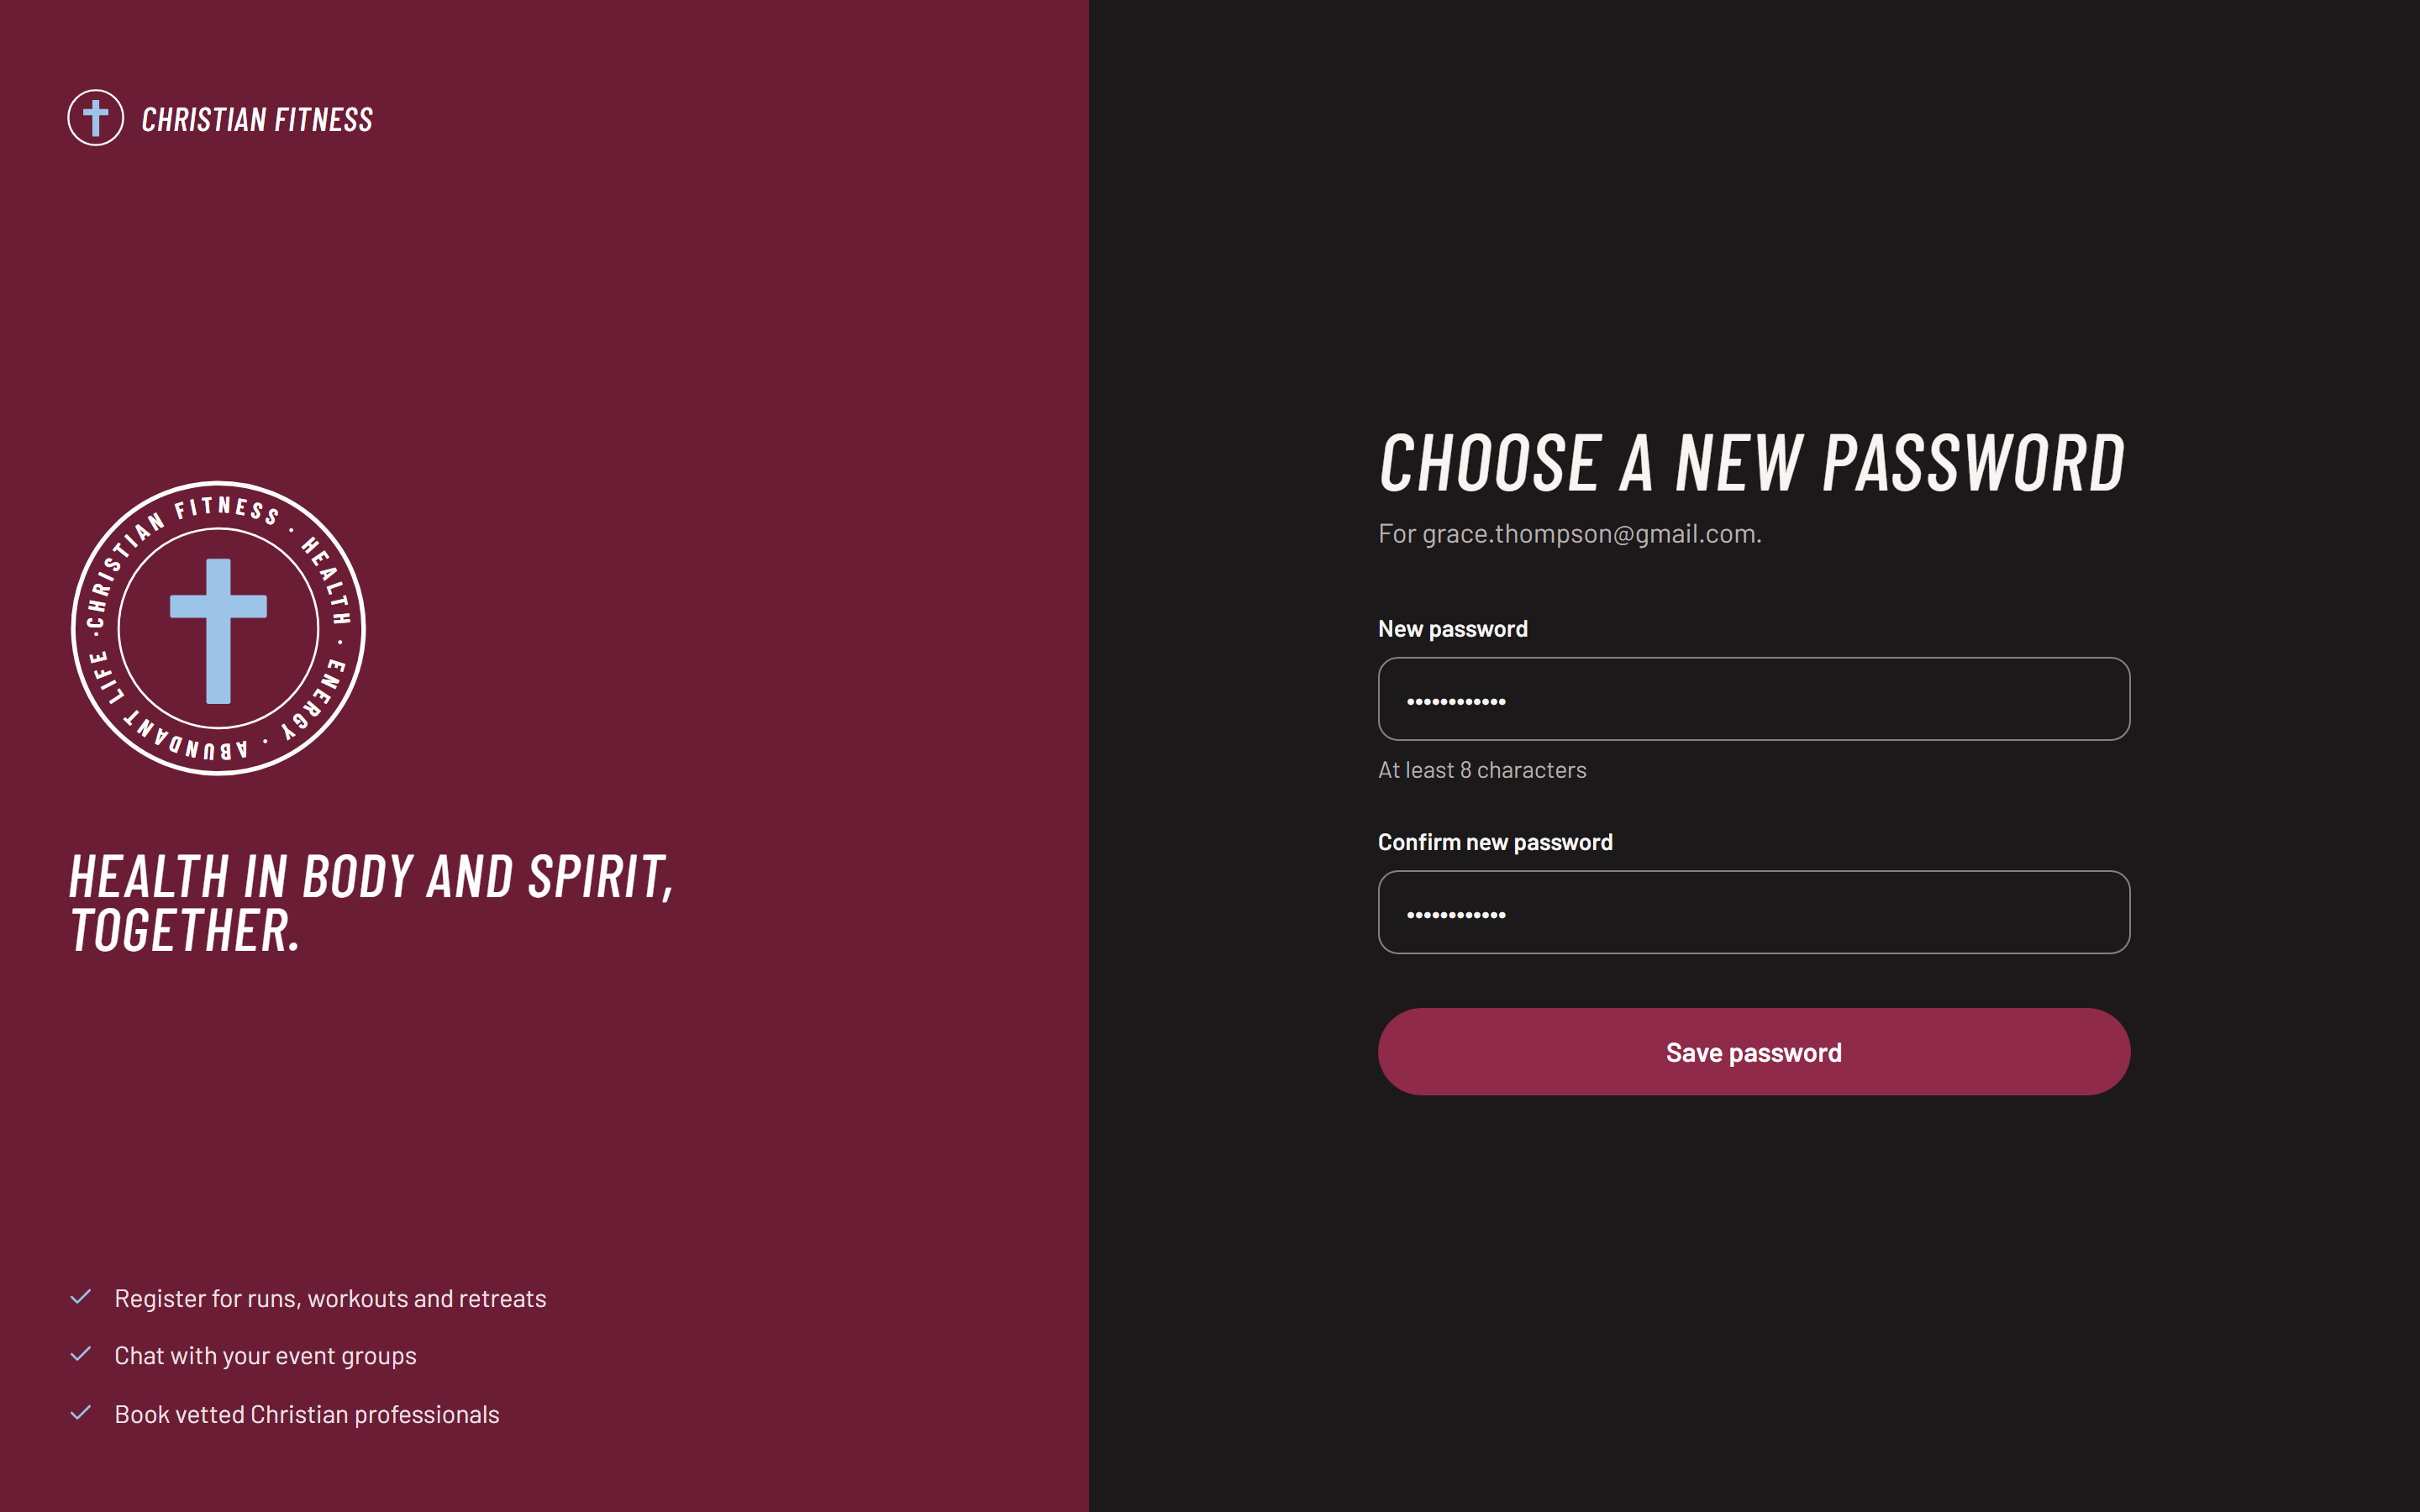 CHRISTIAN FITNESS
CHRISTIAN FITNESS · HEALTH · ENERGY · ABUNDANT LIFE ·
HEALTH IN BODY AND SPIRIT,
TOGETHER.
Register for runs, workouts and retreats
Chat with your event groups
Book vetted Christian professionals
CHOOSE A NEW PASSWORD
For grace.thompson@gmail.com.
New password
••••••••••••
At least 8 characters
Confirm new password
••••••••••••
Save password